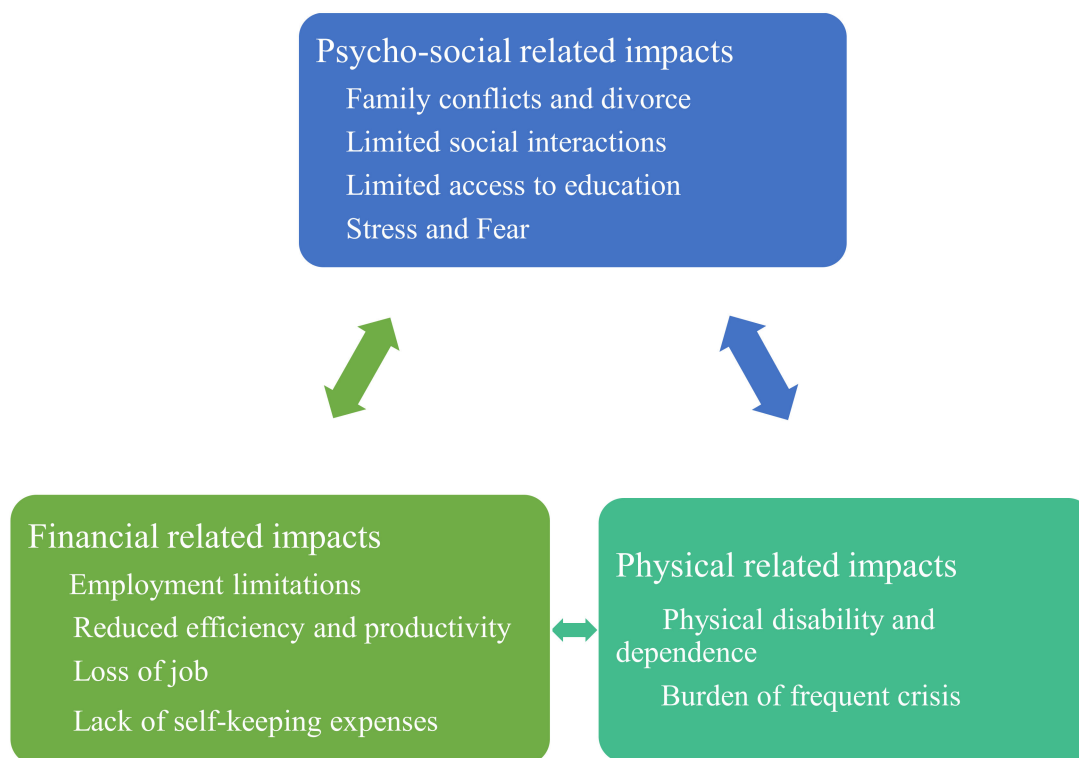 Psycho-social related impacts
Family conflicts and divorce
Limited social interactions
Limited access to education
Stress and Fear
Financial related impacts
Employment limitations
Reduced efficiency and productivity
Loss of job
Lack of self-keeping expenses
Physical related impacts
Physical disability and
dependence
Burden of frequent crisis